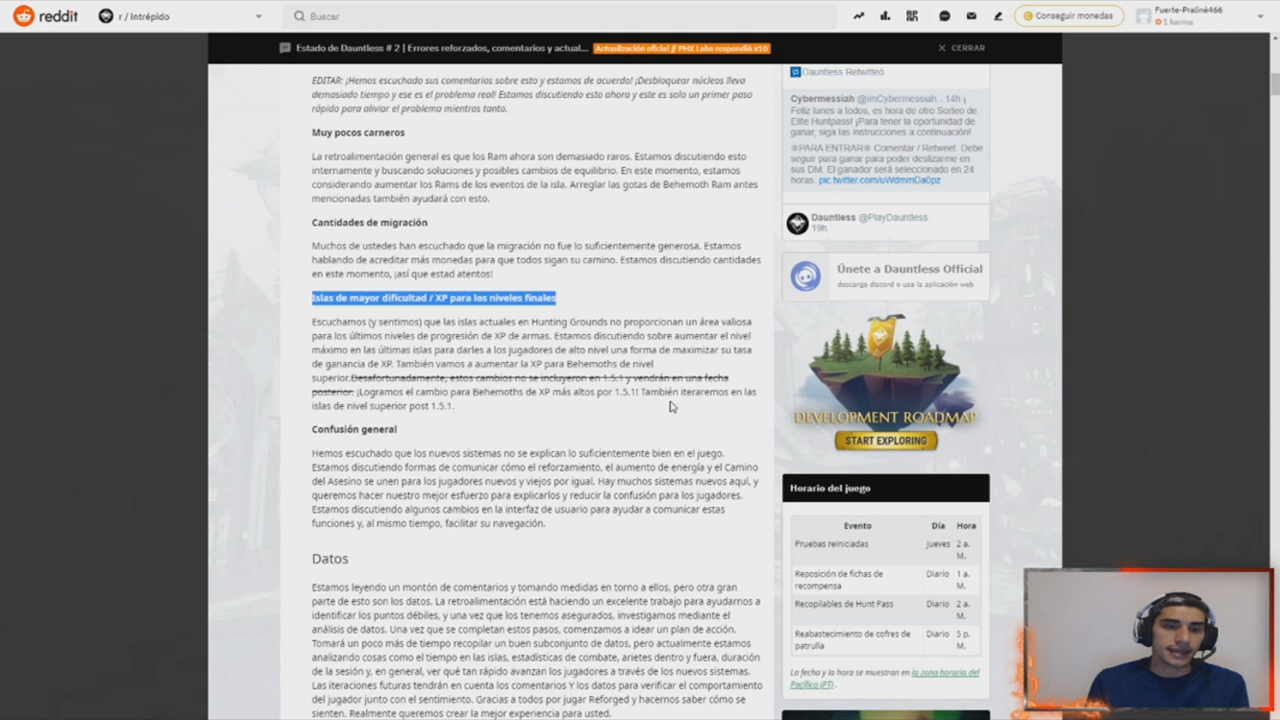 reddit
r / Intrépido
Buscar
Conseguir monedas
Fuerte-Praliné466
1 karma
Estado de Dauntless # 2 | Errores reforzados, comentarios y actual...
Actualización oficial // PHX Labs respondió x10
CERRAR
EDITAR: ¡Hemos escuchado sus comentarios sobre esto y estamos de acuerdo! ¡Desbloquear núcleos lleva
demasiado tiempo y ese es el problema real! Estamos discutiendo esto ahora y este es solo un primer paso
rápido para aliviar el problema mientras tanto.
Muy pocos carneros
La retroalimentación general es que los Ram ahora son demasiado raros. Estamos discutiendo esto
internamente y buscando soluciones y posibles cambios de equilibrio. En este momento, estamos
considerando aumentar los Rams de los eventos de la isla. Arreglar las gotas de Behemoth Ram antes
mencionadas también ayudará con esto.
Cantidades de migración
Muchos de ustedes han escuchado que la migración no fue lo suficientemente generosa. Estamos
hablando de acreditar más monedas para que todos sigan su camino. Estamos discutiendo cantidades
en este momento, ¡así que estad atentos!
Islas de mayor dificultad / XP para los niveles finales
Escuchamos (y sentimos) que las islas actuales en Hunting Grounds no proporcionan un área valiosa
para los últimos niveles de progresión de XP de armas. Estamos discutiendo sobre aumentar el nivel
máximo en las últimas islas para darles a los jugadores de alto nivel una forma de maximizar su tasa
de ganancia de XP. También vamos a aumentar la XP para Behemoths de nivel
superior.Desafortunadamente, estos cambios no se incluyeron en 1.5.1 y vendrán en una fecha
posterior. ¡Logramos el cambio para Behemoths de XP más altos por 1.5.1! También iteraremos en las
islas de nivel superior post 1.5.1.
Confusión general
Hemos escuchado que los nuevos sistemas no se explican lo suficientemente bien en el juego.
Estamos discutiendo formas de comunicar cómo el reforzamiento, el aumento de energía y el Camino
del Asesino se unen para los jugadores nuevos y viejos por igual. Hay muchos sistemas nuevos aquí, y
queremos hacer nuestro mejor esfuerzo para explicarlos y reducir la confusión para los jugadores.
Estamos discutiendo algunos cambios en la interfaz de usuario para ayudar a comunicar estas
funciones y, al mismo tiempo, facilitar su navegación.
Datos
Estamos leyendo un montón de comentarios y tomando medidas en torno a ellos, pero otra gran
parte de esto son los datos. La retroalimentación está haciendo un excelente trabajo para ayudarnos a
identificar los puntos débiles, y una vez que los tenemos asegurados, investigamos mediante el
análisis de datos. Una vez que se completan estos pasos, comenzamos a idear un plan de acción.
Tomará un poco más de tiempo recopilar un buen subconjunto de datos, pero actualmente estamos
analizando cosas como el tiempo en las islas, estadísticas de combate, arietes dentro y fuera, duración
de la sesión y, en general, ver qué tan rápido avanzan los jugadores a través de los nuevos sistemas.
Las iteraciones futuras tendrán en cuenta los comentarios Y los datos para verificar el comportamiento
del jugador junto con el sentimiento. Gracias a todos por jugar Reforged y hacernos saber cómo se
sienten. Realmente queremos crear la mejor experiencia para usted.
Dauntless Retwitteó
Cybermessiah @ImCybermessiah . 14h ¡
Feliz lunes a todos, es hora de otro Sorteo de
Elite Huntpass! ¡Para tener la oportunidad de
ganar, siga las instrucciones a continuación!
PARA ENTRAR Comentar / Retweet. Debe
seguir para ganar para poder deslizarme en
sus DM. El ganador será seleccionado en 24
horas. pic.twitter.com/uWdmmDa0pz
Dauntless @PlayDauntless
19h
Únete a Dauntless Official
descarga discord o usa la aplicación web
DEVELOPMENT ROADMAP
START EXPLORING
Horario del juego
Evento Día Hora
Pruebas reiniciadas Jueves 2 a.
M.
Reposición de fichas de Diario 1 a.
recompensa M.
Recopilables de Hunt Pass Diario 2 a.
M.
Reabastecimiento de cofres de Diario 5 p.
patrulla M.
La fecha y la hora se muestran en la zona horaria del
Pacífico (PT) .